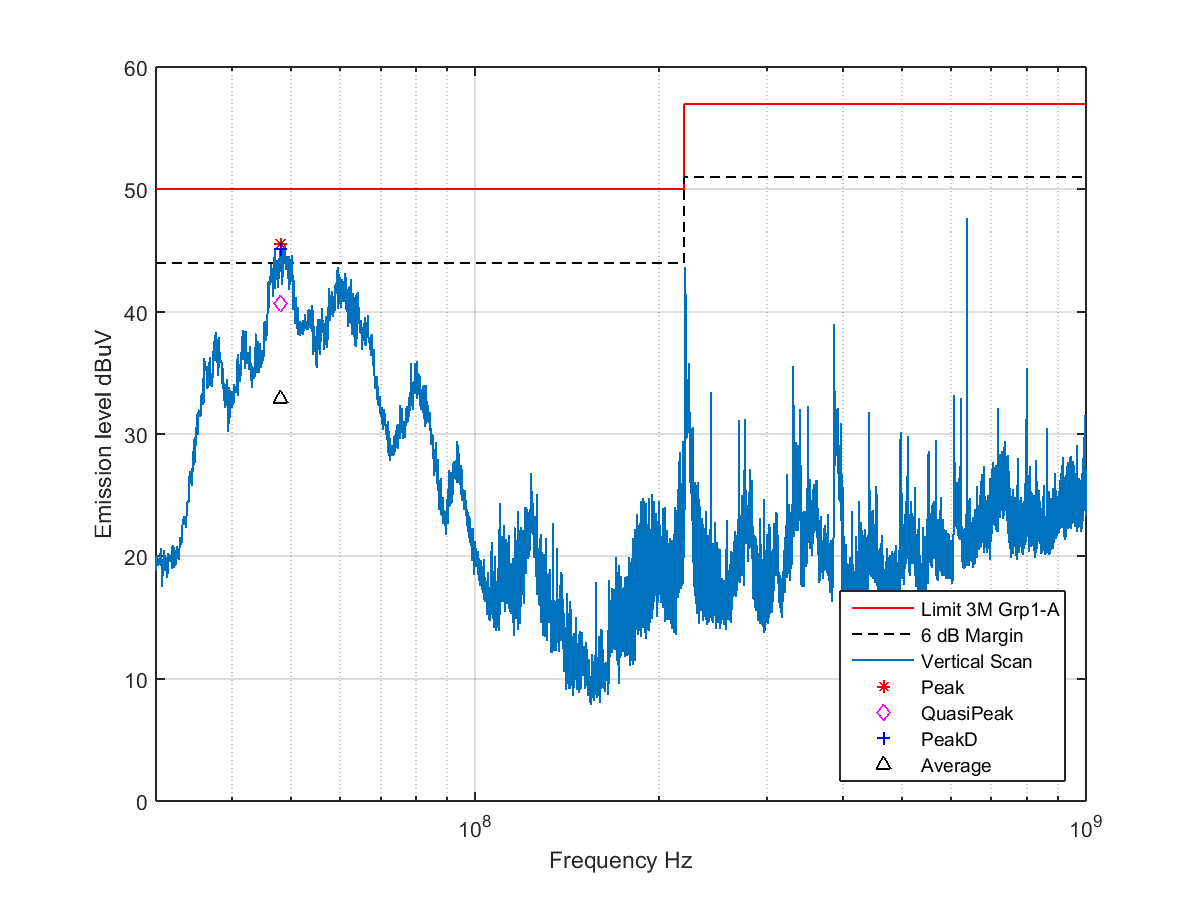 60
50
40
30
20
10
0
Emission level dBuV
10^8
10^9
Frequency Hz
Limit 3M Grp1-A
6 dB Margin
Vertical Scan
Peak
QuasiPeak
PeakD
Average